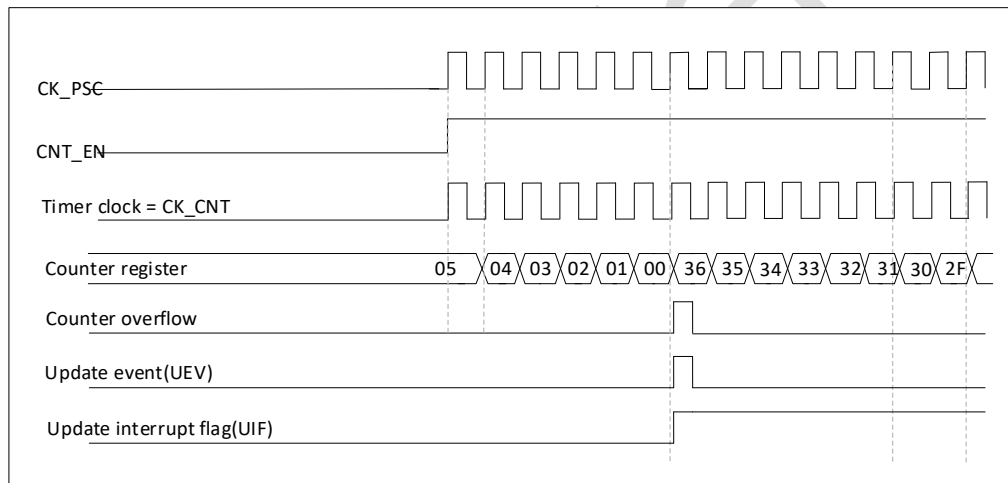 CK_PSC
CNT_EN
Timer clock = CK_CNT
Counter register 05 04 03 02 01 00 36 35 34 33 32 31 30 2F
Counter overflow
Update event(UEV)
Update interrupt flag(UIF)